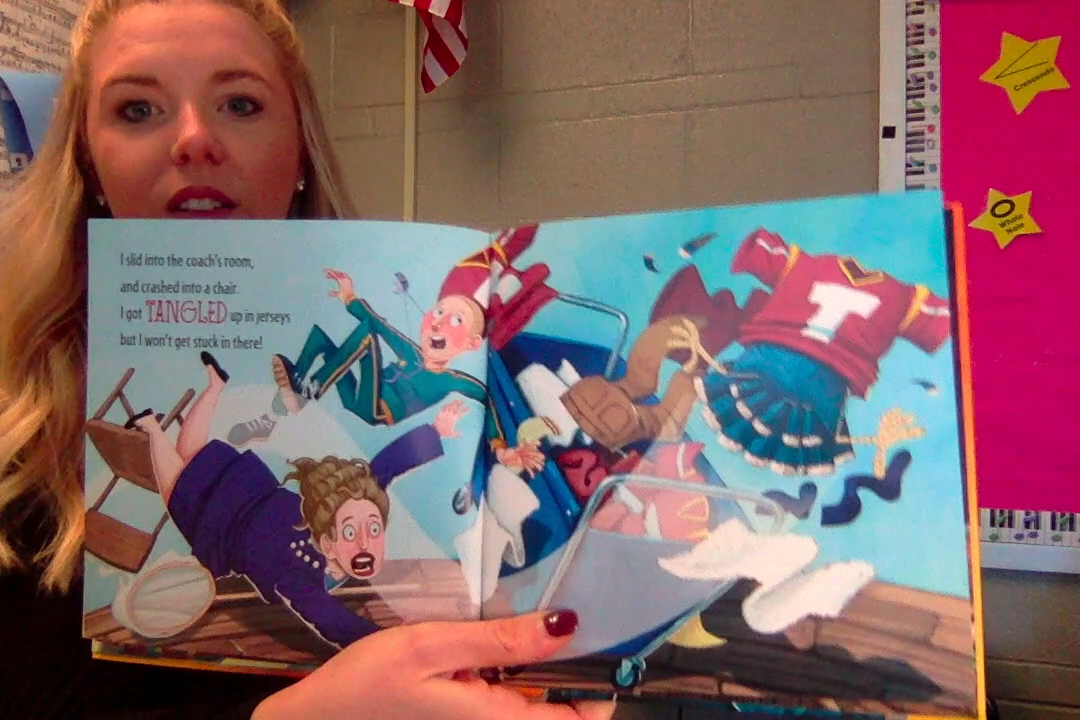 I slid into the coach's room,
and crashed into a chair.
I got TANGLED up in jerseys
but I won't get stuck in there!
T
Crescendo
Whole
Note